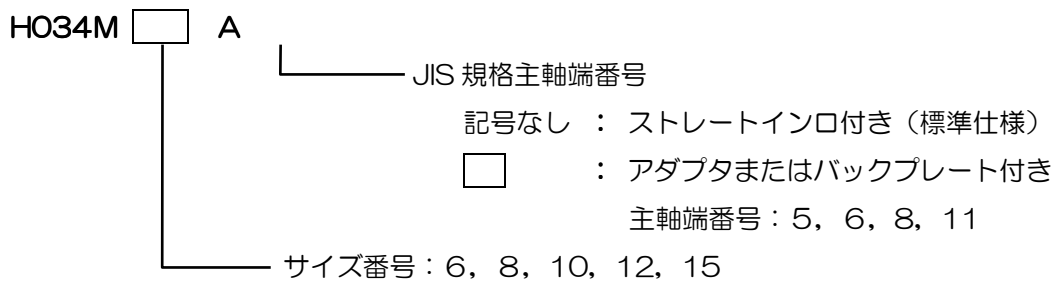 HO34M □ A
JIS 規格主軸端番号
記号なし ： ストレートインロ付き（標準仕様）
□ ： アダプタまたはバックプレート付き
主軸端番号：5，6，8，11
サイズ番号：6，8，10，12，15